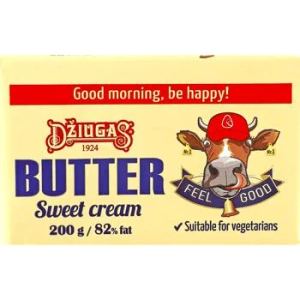 Good morning, be happy!
DŽIUGAS
1924
BUTTER
Sweet cream
200 g / 82% fat
FEEL GOOD
✓ Suitable for vegetarians